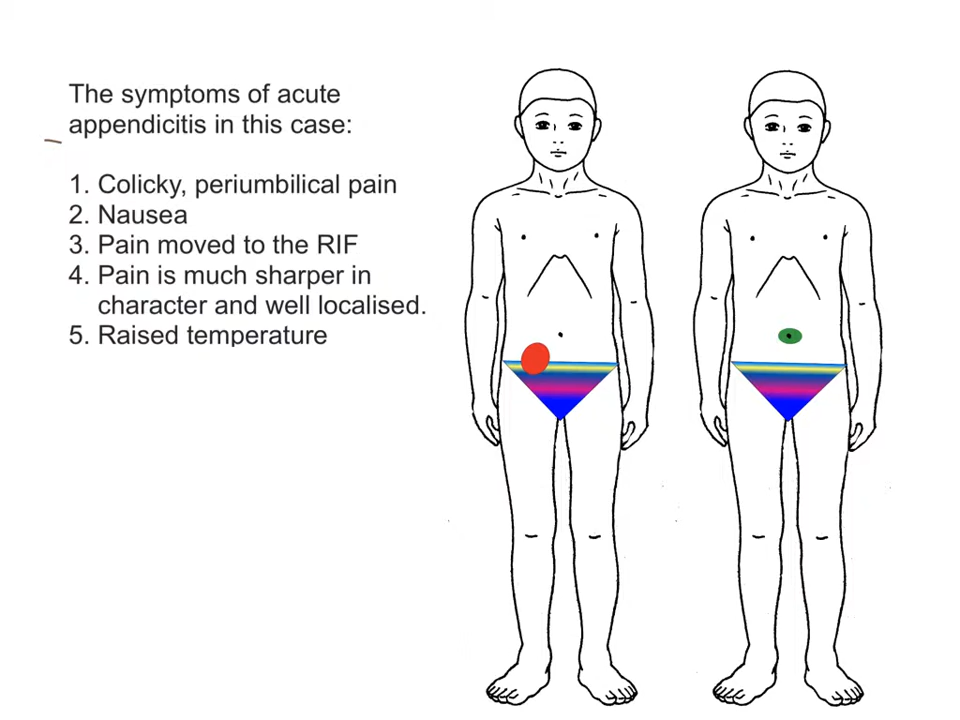 The symptoms of acute
appendicitis in this case:
1. Colicky, periumbilical pain
2. Nausea
3. Pain moved to the RIF
4. Pain is much sharper in
character and well localised.
5. Raised temperature